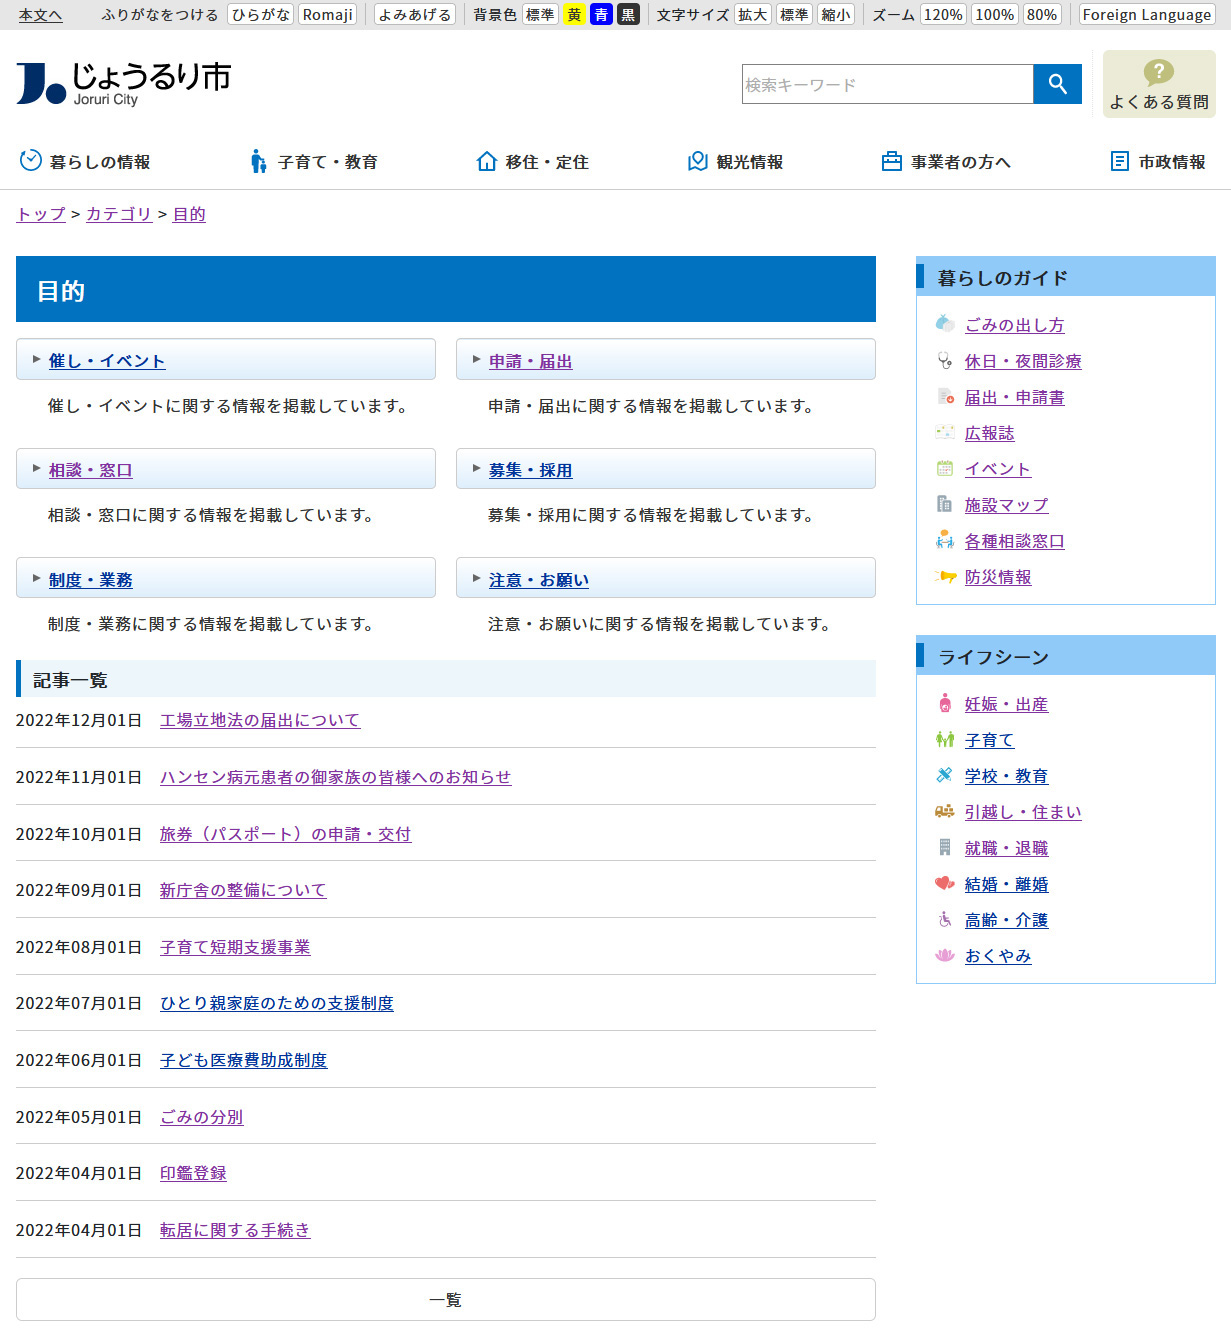 本文へ ふりがなをつける ひらがな Romaji よみあげる 背景色 標準 黄 青 黒 文字サイズ 拡大 標準 縮小 ズーム 120% 100% 80% Foreign Language
じょうるり市
Joruri City
検索キーワード
?
よくある質問
暮らしの情報 子育て・教育 移住・定住 観光情報 事業者の方へ 市政情報
トップ > カテゴリ > 目的
目的
催し・イベント
催し・イベントに関する情報を掲載しています。
申請・届出
申請・届出に関する情報を掲載しています。
相談・窓口
相談・窓口に関する情報を掲載しています。
募集・採用
募集・採用に関する情報を掲載しています。
制度・業務
制度・業務に関する情報を掲載しています。
注意・お願い
注意・お願いに関する情報を掲載しています。
記事一覧
2022年12月01日 工場立地法の届出について
2022年11月01日 ハンセン病元患者の御家族の皆様へのお知らせ
2022年10月01日 旅券（パスポート）の申請・交付
2022年09月01日 新庁舎の整備について
2022年08月01日 子育て短期支援事業
2022年07月01日 ひとり親家庭のための支援制度
2022年06月01日 子ども医療費助成制度
2022年05月01日 ごみの分別
2022年04月01日 印鑑登録
2022年04月01日 転居に関する手続き
一覧
暮らしのガイド
ごみの出し方
休日・夜間診療
届出・申請書
広報誌
イベント
施設マップ
各種相談窓口
防災情報
ライフシーン
妊娠・出産
子育て
学校・教育
引越し・住まい
就職・退職
結婚・離婚
高齢・介護
おくやみ